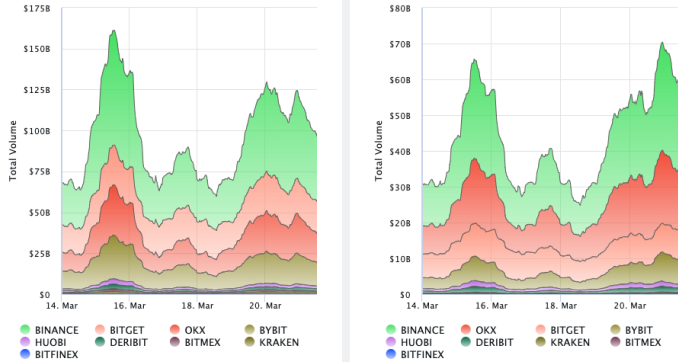 $175B
$150B
$125B
$100B
$75B
$50B
$25B
$0
Total Volume
14. Mar 16. Mar 18. Mar 20. Mar
BINANCE BITGET OKX BYBIT
HUOBI DERIBIT BITMEX KRAKEN
BITFINEX
$80B
$70B
$60B
$50B
$40B
$30B
$20B
$10B
$0
Total Volume
14. Mar 16. Mar 18. Mar 20. Mar
BINANCE OKX BITGET BYBIT
HUOBI DERIBIT KRAKEN BITMEX
BITFINEX